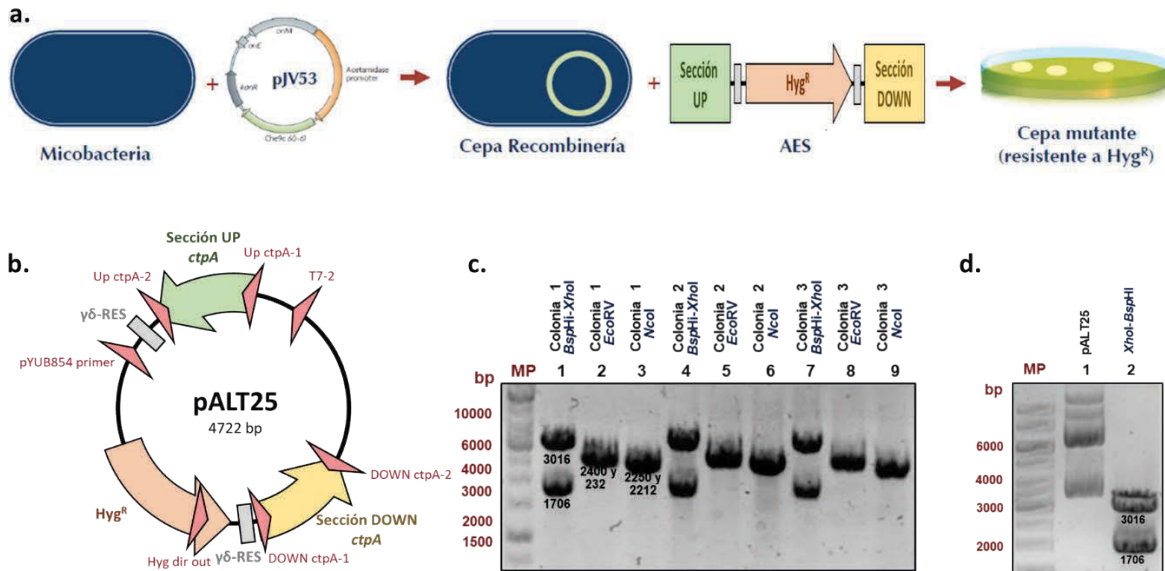 a.
oriE
oriM
kanR
pJV53
Acetamidase
promoter
Che9c 60-61
Micobacteria
+
Cepa Recombinería
+
Sección
UP
Hyg^R
Sección
DOWN
AES
Cepa mutante
(resistente a Hyg^R)
b.
Sección UP
ctpA
Up ctpA-1
Up ctpA-2
T7-2
γδ-RES
pYUB854 primer
pALT25
4722 bp
DOWN ctpA-2
Hyg^R
Sección DOWN
ctpA
Hyg dir out
γδ-RES
DOWN ctpA-1
c.
Colonia 1
BspHi-XhoI
Colonia 1
EcoRV
Colonia 1
NcoI
Colonia 2
BspHi-XhoI
Colonia 2
EcoRV
Colonia 2
NcoI
Colonia 3
BspHi-XhoI
Colonia 3
EcoRV
Colonia 3
NcoI
bp
MP
1 2 3 4 5 6 7 8 9
10000
6000
4000
3000
2000
1500
3016
1706
2400 y
232
2250 y
2212
d.
pALT25
XhoI-BspHI
bp
MP
1 2
6000
4000
3000
2000
3016
1706